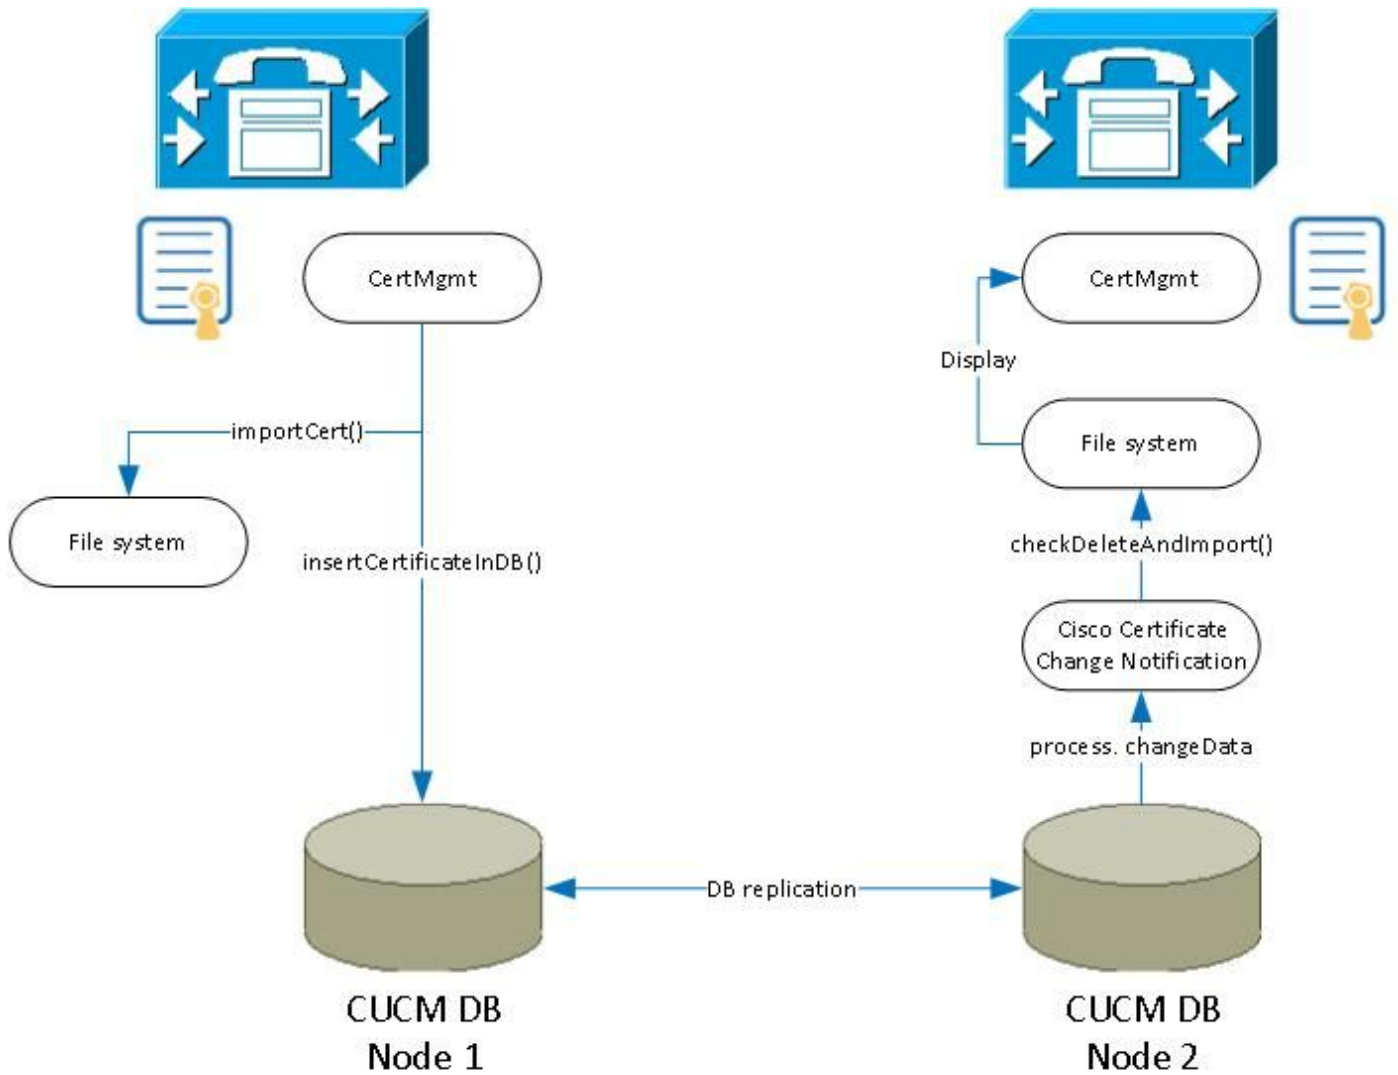 CertMgmt
importCert()
File system
insertCertificateInDB()
CUCM DB
Node 1
DB replication
CertMgmt
Display
File system
checkDeleteAndImport()
Cisco Certificate
Change Notification
process. changeData
CUCM DB
Node 2